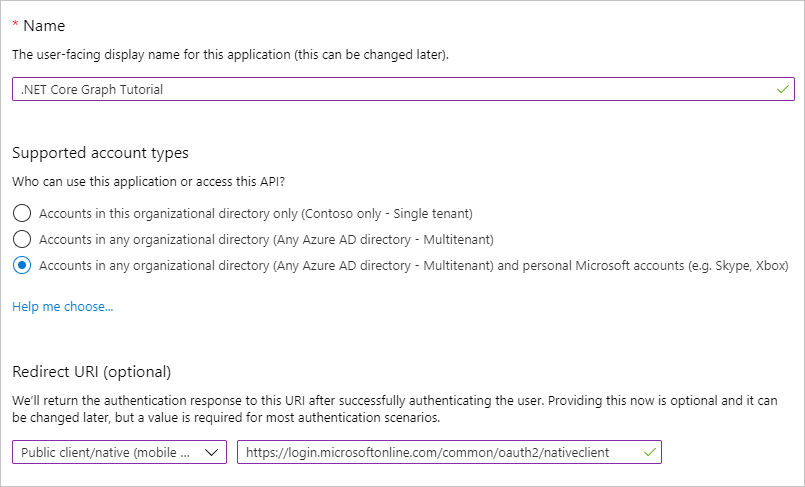 * Name
The user-facing display name for this application (this can be changed later).
.NET Core Graph Tutorial
Supported account types
Who can use this application or access this API?
Accounts in this organizational directory only (Contoso only - Single tenant)
Accounts in any organizational directory (Any Azure AD directory - Multitenant)
Accounts in any organizational directory (Any Azure AD directory - Multitenant) and personal Microsoft accounts (e.g. Skype, Xbox)
Help me choose...
Redirect URI (optional)
We'll return the authentication response to this URI after successfully authenticating the user. Providing this now is optional and it can
be changed later, but a value is required for most authentication scenarios.
Public client/native (mobile ... https://login.microsoftonline.com/common/oauth2/nativeclient